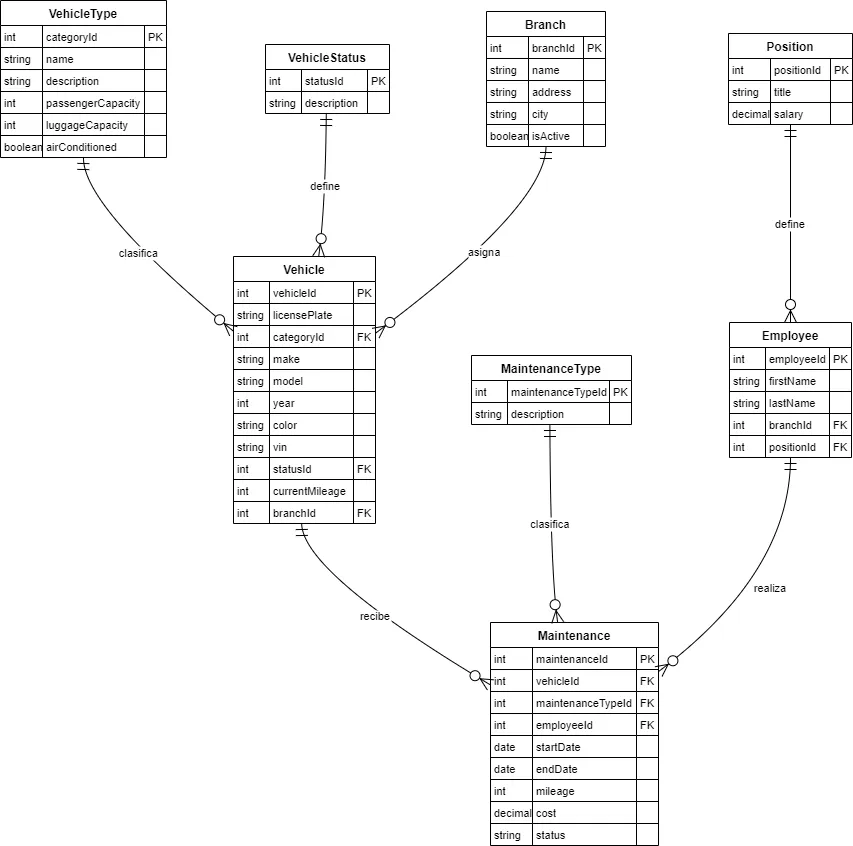 VehicleType
int categoryId PK
string name
string description
int passengerCapacity
int luggageCapacity
boolean airConditioned
VehicleStatus
int statusId PK
string description
Branch
int branchId PK
string name
string address
string city
boolean isActive
Position
int positionId PK
string title
decimal salary
clasifica
define
asigna
define
Vehicle
int vehicleId PK
string licensePlate
int categoryId FK
string make
string model
int year
string color
string vin
int statusId FK
int currentMileage
int branchId FK
MaintenanceType
int maintenanceTypeId PK
string description
Employee
int employeeId PK
string firstName
string lastName
int branchId FK
int positionId FK
recibe
clasifica
realiza
Maintenance
int maintenanceId PK
int vehicleId FK
int maintenanceTypeId FK
int employeeId FK
date startDate
date endDate
int mileage
decimal cost
string status